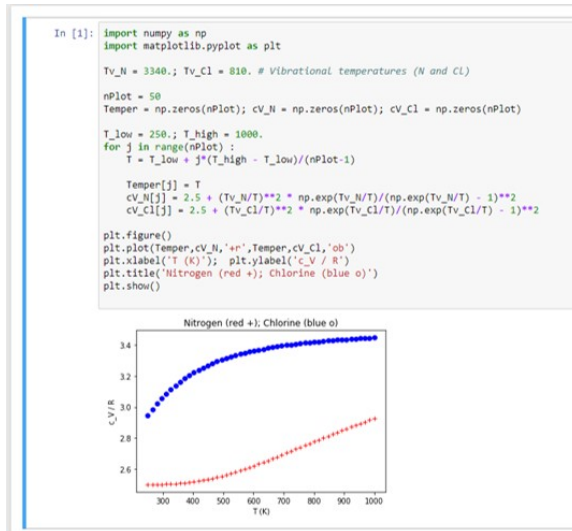 In [1]: import numpy as np
import matplotlib.pyplot as plt
Tv_N = 3340.; Tv_Cl = 810. # Vibrational temperatures (N and Cl)
nPlot = 50
Temper = np.zeros(nPlot); cV_N = np.zeros(nPlot); cV_Cl = np.zeros(nPlot)
T_low = 250.; T_high = 1000.
for j in range(nPlot) :
    T = T_low + j*(T_high - T_low)/(nPlot-1)
    Temper[j] = T
    cV_N[j] = 2.5 + (Tv_N/T)**2 * np.exp(Tv_N/T)/(np.exp(Tv_N/T) - 1)**2
    cV_Cl[j] = 2.5 + (Tv_Cl/T)**2 * np.exp(Tv_Cl/T)/(np.exp(Tv_Cl/T) - 1)**2
plt.figure()
plt.plot(Temper,cV_N,'+r',Temper,cV_Cl,'ob')
plt.xlabel('T (K)');  plt.ylabel('c_V / R')
plt.title('Nitrogen (red +); Chlorine (blue o)')
plt.show()
Nitrogen (red +); Chlorine (blue o)
3.4
3.2
3.0
2.8
2.6
c_V / R
300 400 500 600 700 800 900 1000
T (K)